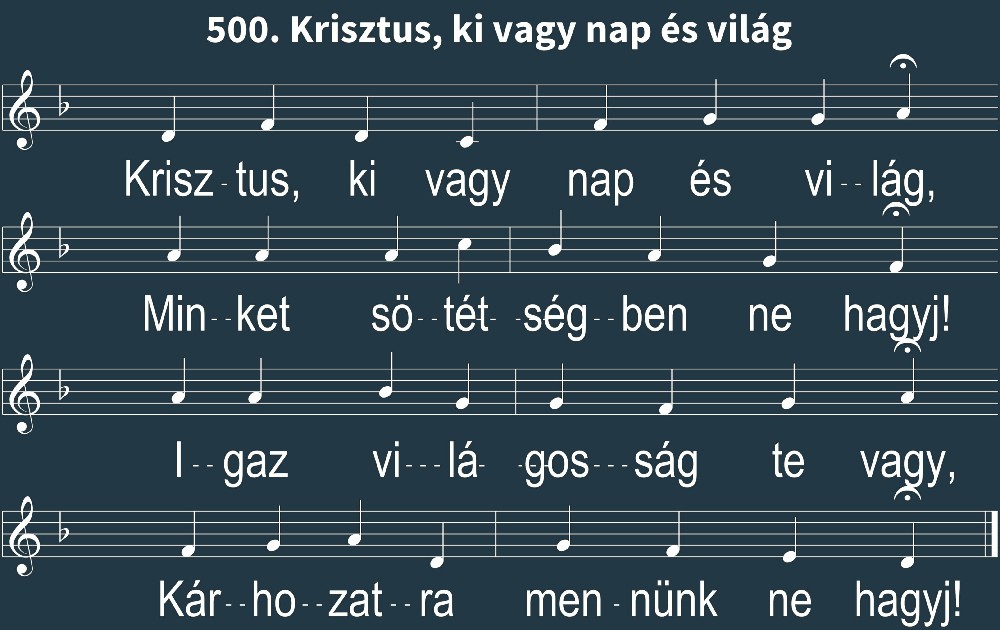 500. Krisztus, ki vagy nap és világ
Krisz - tus, ki vagy nap és vi - - lág,
Min - - ket sö - - tét - - ség - - ben ne hagyj!
I - - gaz vi - - - lá - - gos - - - ság te vagy,
Kár - - ho - - zat - - ra men - nünk ne hagyj!